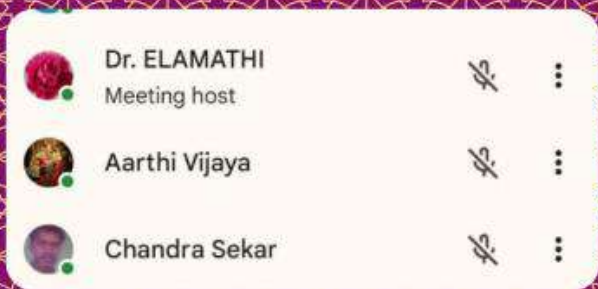 Dr. ELAMATHI
Meeting host
Aarthi Vijaya
Chandra Sekar